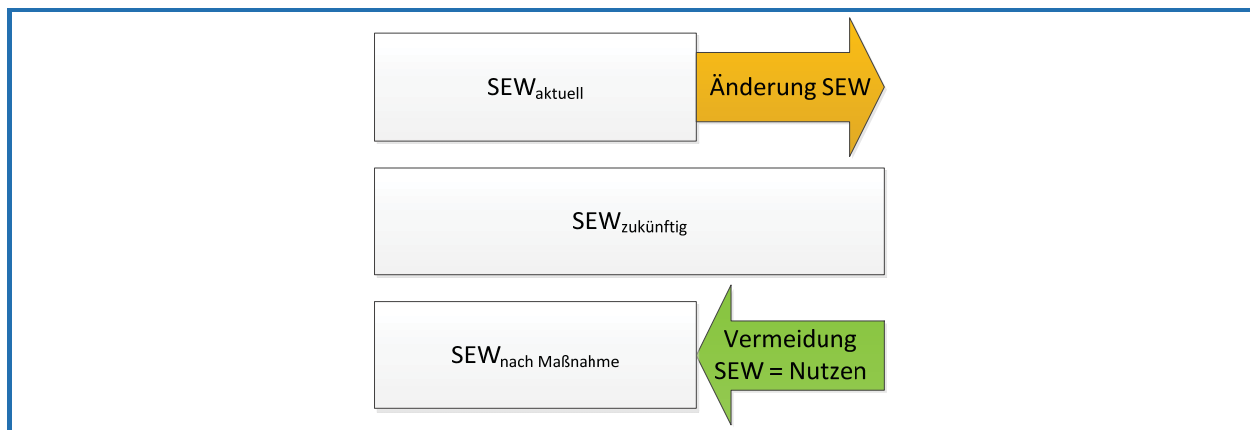 SEWaktuell
Änderung SEW
SEWzukünftig
SEWnach Maßnahme
Vermeidung
SEW = Nutzen